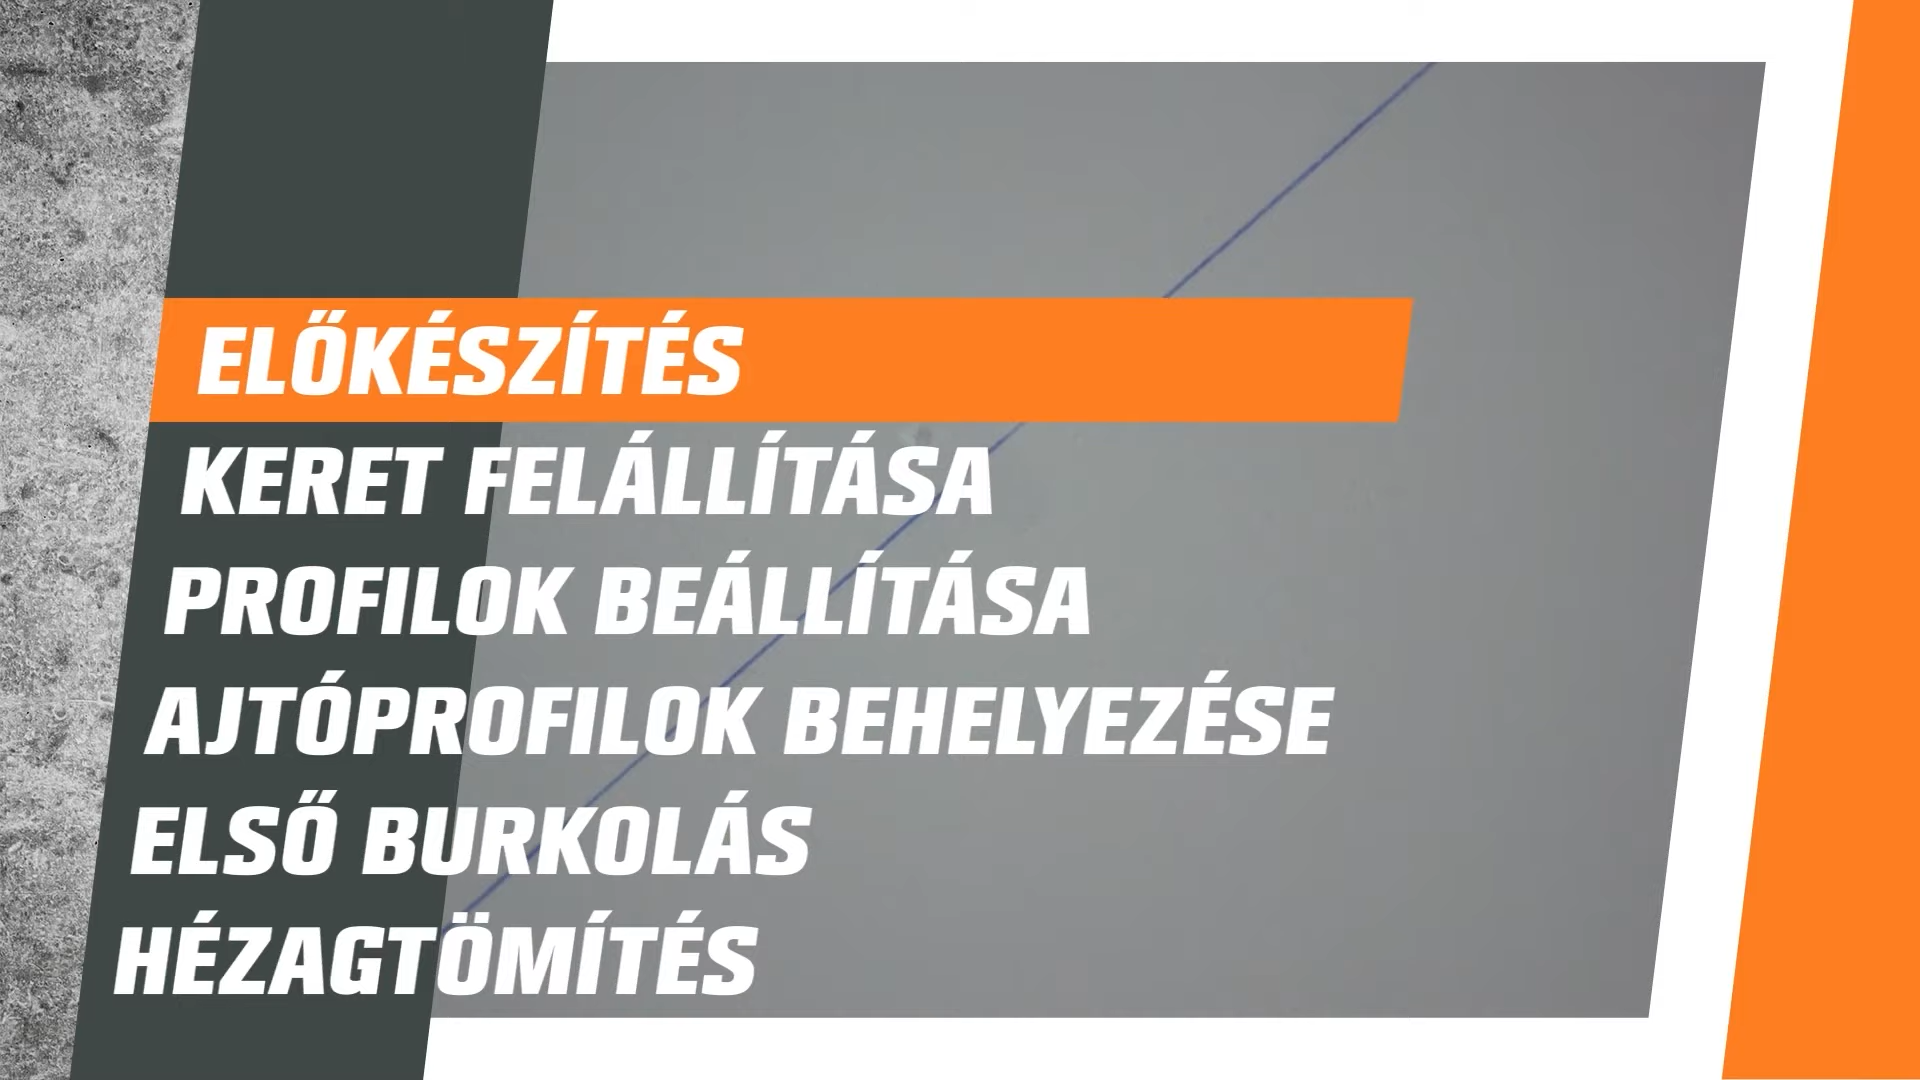 ELŐKÉSZÍTÉS
KERET FELÁLLÍTÁSA
PROFILOK BEÁLLÍTÁSA
AJTÓPROFILOK BEHELYEZÉSE
ELSŐ BURKOLÁS
HÉZAGTÖMÍTÉS